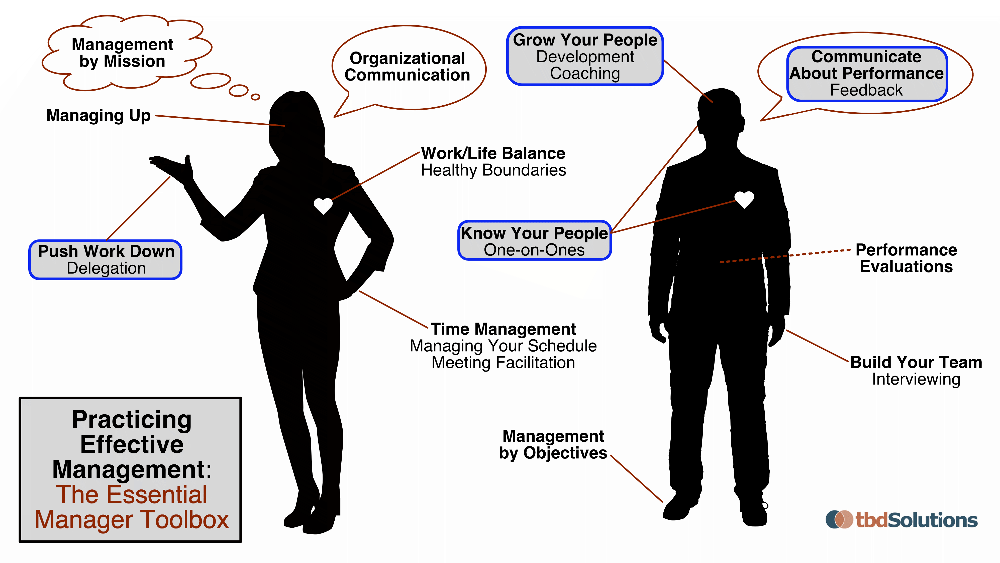 Management
by Mission
Organizational
Communication
Grow Your People
Development
Coaching
Communicate
About Performance
Feedback
Managing Up
Work/Life Balance
Healthy Boundaries
Push Work Down
Delegation
Know Your People
One-on-Ones
Performance
Evaluations
Time Management
Managing Your Schedule
Meeting Facilitation
Build Your Team
Interviewing
Management
by Objectives
Practicing
Effective
Management:
The Essential
Manager Toolbox
tbdSolutions